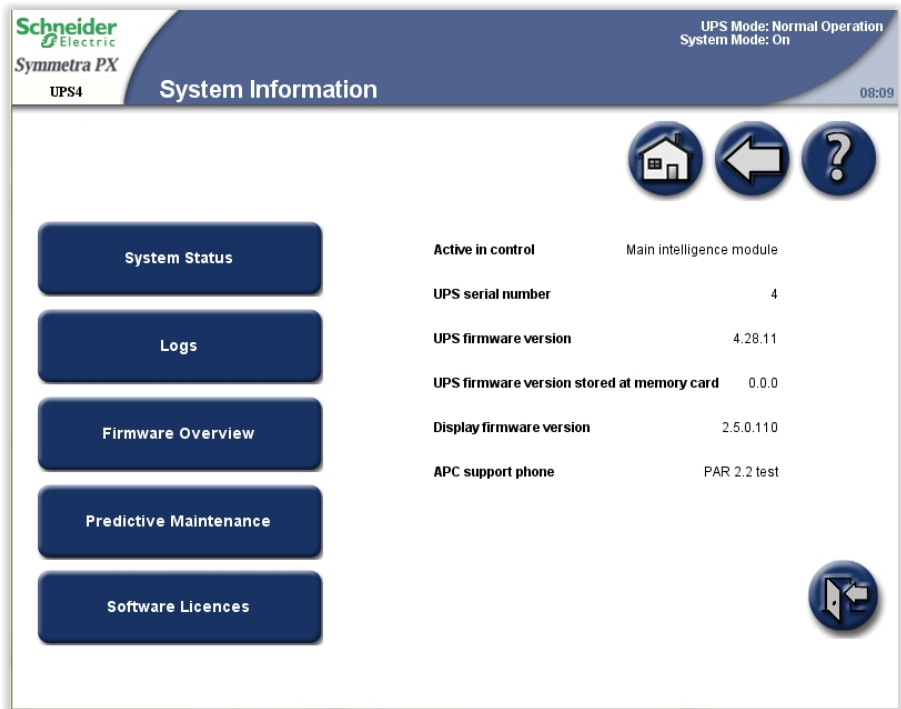 Schneider
Electric
Symmetra PX
UPS4
System Information
UPS Mode: Normal Operation
System Mode: On
08:09
?
System Status
Logs
Firmware Overview
Predictive Maintenance
Software Licences
Active in control Main intelligence module
UPS serial number 4
UPS firmware version 4.28.11
UPS firmware version stored at memory card 0.0.0
Display firmware version 2.5.0.110
APC support phone PAR 2.2 test